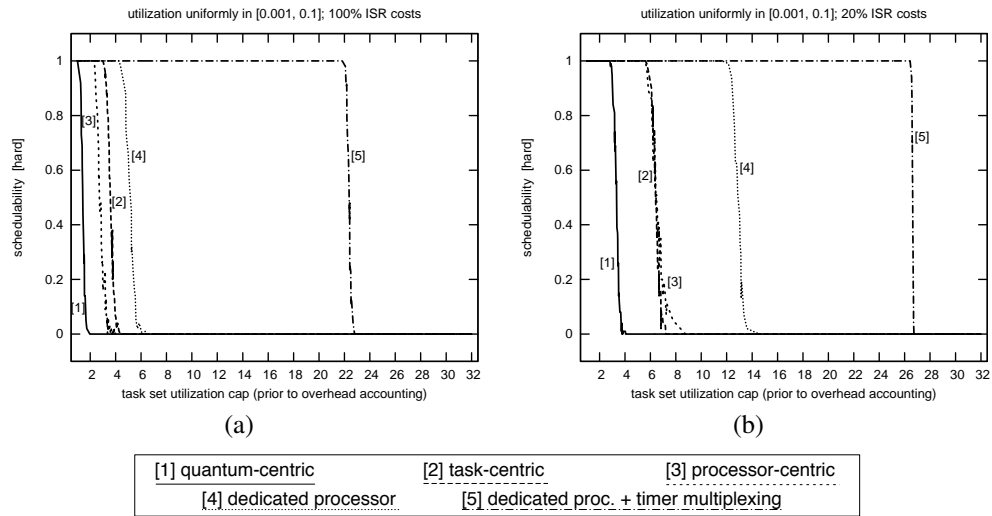 utilization uniformly in [0.001, 0.1]; 100% ISR costs
1
0.8
0.6
0.4
0.2
0
schedulability [hard]
[3]
[4]
[5]
[2]
[1]
2 4 6 8 10 12 14 16 18 20 22 24 26 28 30 32
task set utilization cap (prior to overhead accounting)
(a)
utilization uniformly in [0.001, 0.1]; 20% ISR costs
1
0.8
0.6
0.4
0.2
0
schedulability [hard]
[5]
[2]
[4]
[1]
[3]
2 4 6 8 10 12 14 16 18 20 22 24 26 28 30 32
task set utilization cap (prior to overhead accounting)
(b)
[1] quantum-centric [2] task-centric [3] processor-centric
[4] dedicated processor [5] dedicated proc. + timer multiplexing